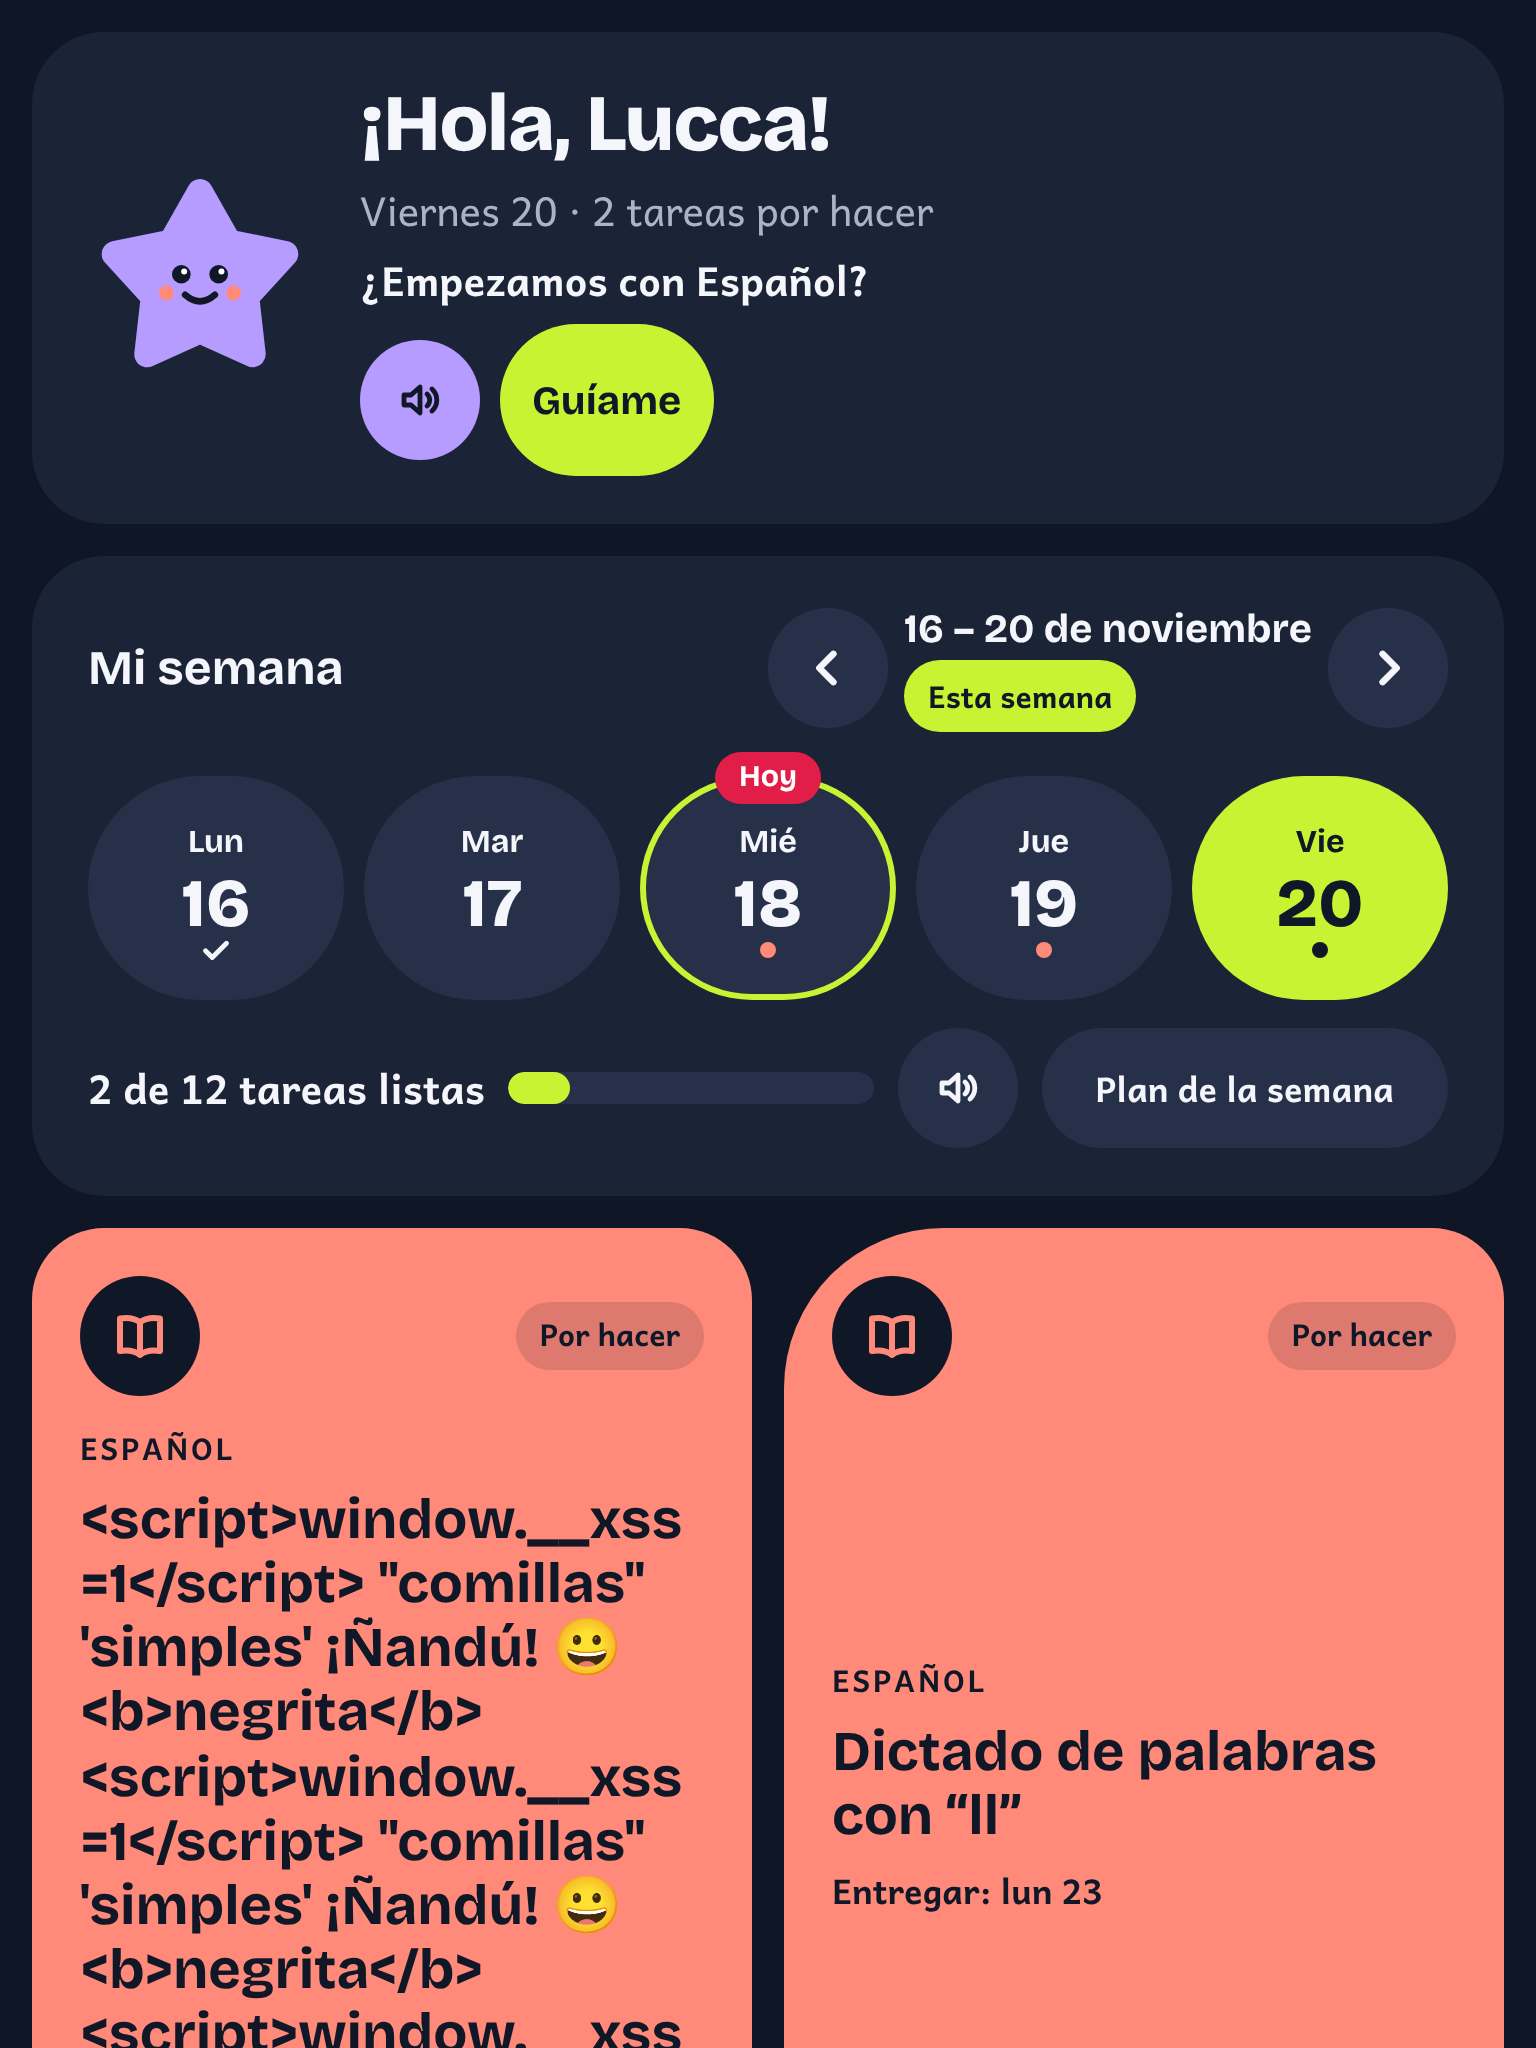 ¡Hola, Lucca!
Viernes 20 · 2 tareas por hacer
¿Empezamos con Español?
Guíame
Mi semana
16 – 20 de noviembre
Esta semana
Hoy
Lun
16
Mar
17
Mié
18
Jue
19
Vie
20
2 de 12 tareas listas
Plan de la semana
Por hacer
ESPAÑOL
<script>window.__xss
=1</script> "comillas"
'simples' ¡Ñandú! 😀
<b>negrita</b>
<script>window.__xss
=1</script> "comillas"
'simples' ¡Ñandú! 😀
<b>negrita</b>
<script>window.__xss
Por hacer
ESPAÑOL
Dictado de palabras
con “ll”
Entregar: lun 23